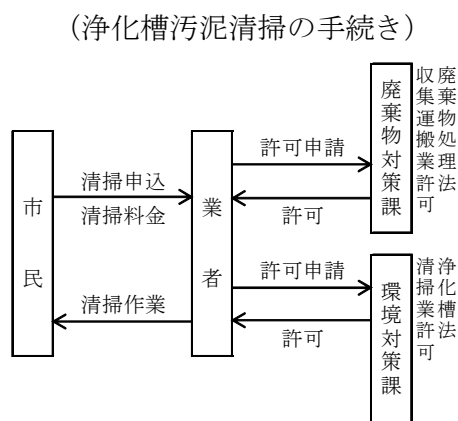 （浄化槽汚泥清掃の手続き）
市民
清掃申込
清掃料金
清掃作業
業者
許可申請
許可
廃棄物対策課
廃棄物処理法
収集運搬業許可
許可申請
許可
環境対策課
浄化槽法
清掃業許可